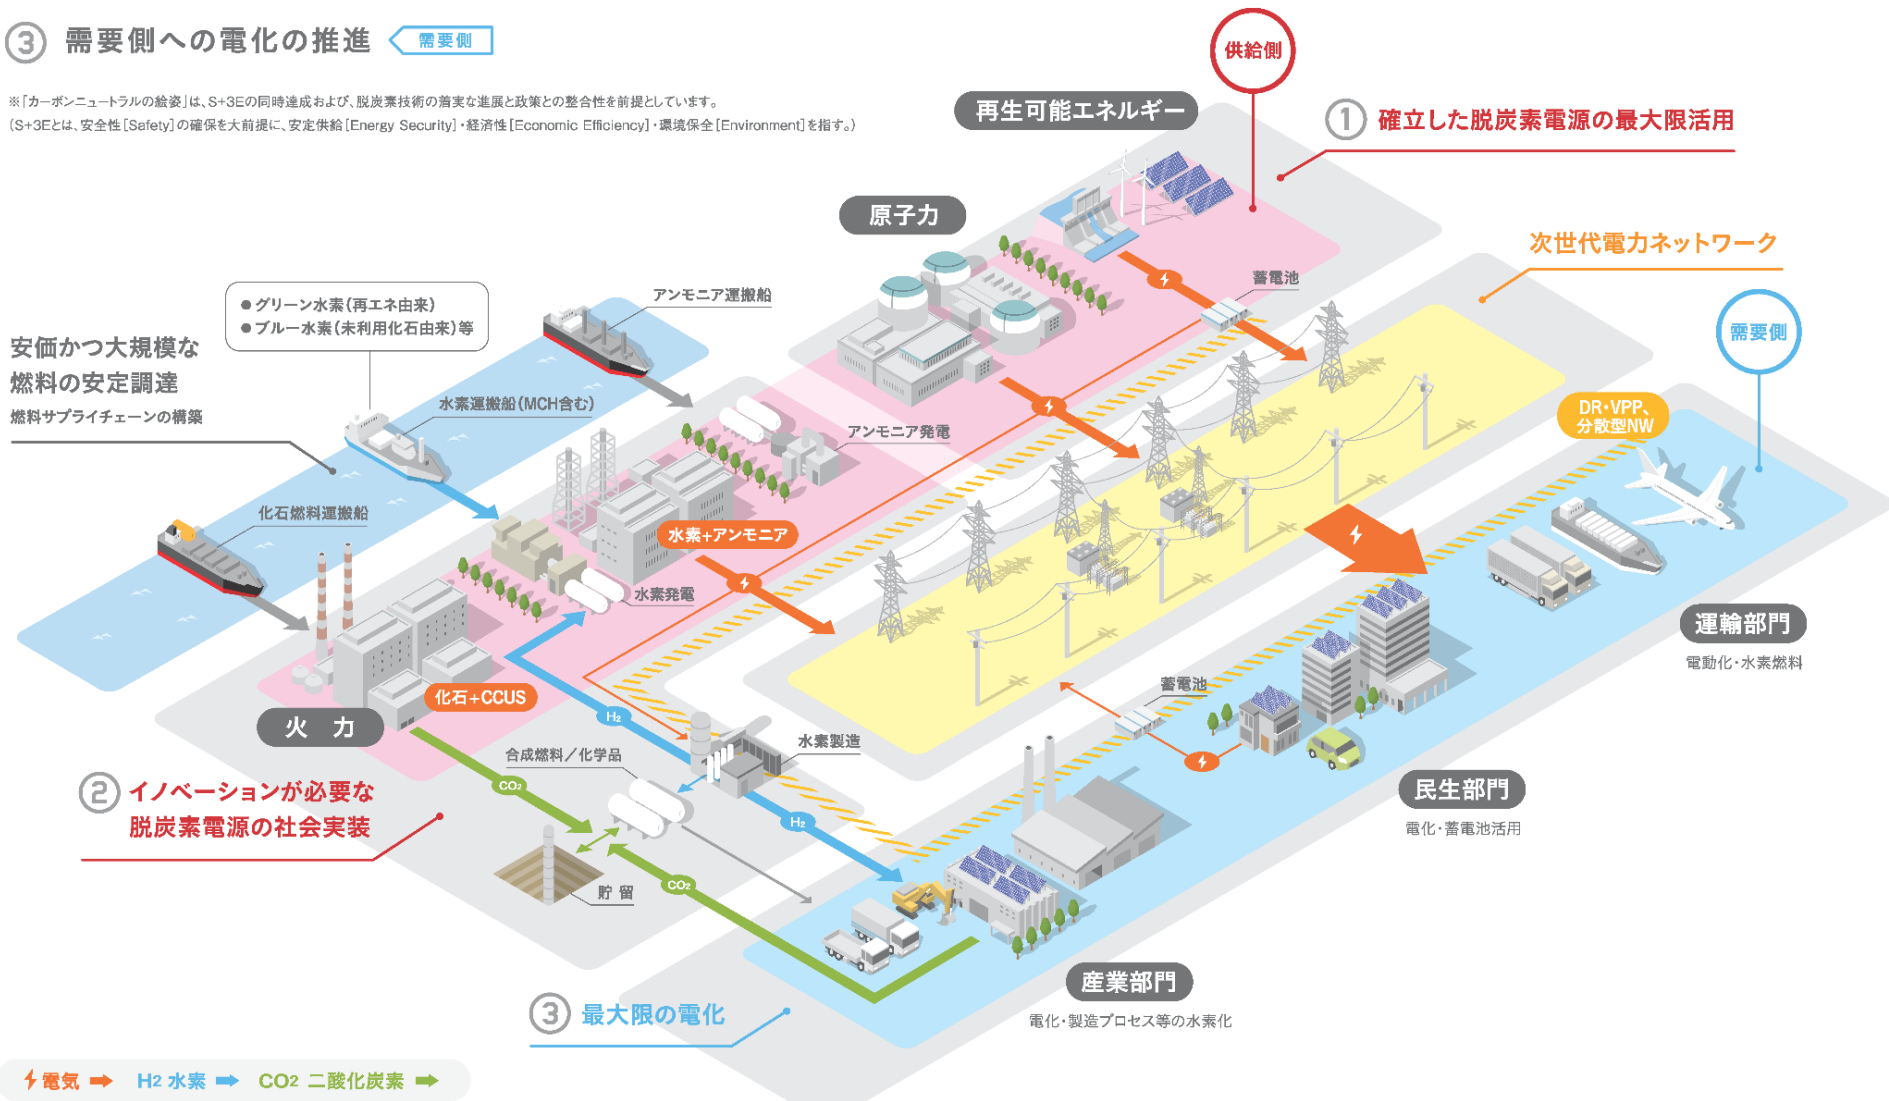 ③ 需要側への電化の推進 需要側
※「カーボンニュートラルの絵姿」は、S+3Eの同時達成および、脱炭素技術の着実な進展と政策との整合性を前提としています。
(S+3Eとは、安全性[Safety]の確保を大前提に、安定供給[Energy Security]・経済性[Economic Efficiency]・環境保全[Environment]を指す。)
供給側
再生可能エネルギー
① 確立した脱炭素電源の最大限活用
原子力
次世代電力ネットワーク
蓄電池
アンモニア運搬船
●グリーン水素(再エネ由来)
●ブルー水素(未利用化石由来)等
需要側
安価かつ大規模な
燃料の安定調達
燃料サプライチェーンの構築
水素運搬船(MCH含む)
アンモニア発電
DR・VPP、
分散型NW
化石燃料運搬船
水素+アンモニア
水素発電
運輸部門
電動化・水素燃料
化石+CCUS
蓄電池
火 力
H2
水素製造
合成燃料/化学品
CO2
② イノベーションが必要な
脱炭素電源の社会実装
民生部門
電化・蓄電池活用
H2
貯 留
CO2
産業部門
電化・製造プロセス等の水素化
③ 最大限の電化
電気 H2 水素 CO2 二酸化炭素